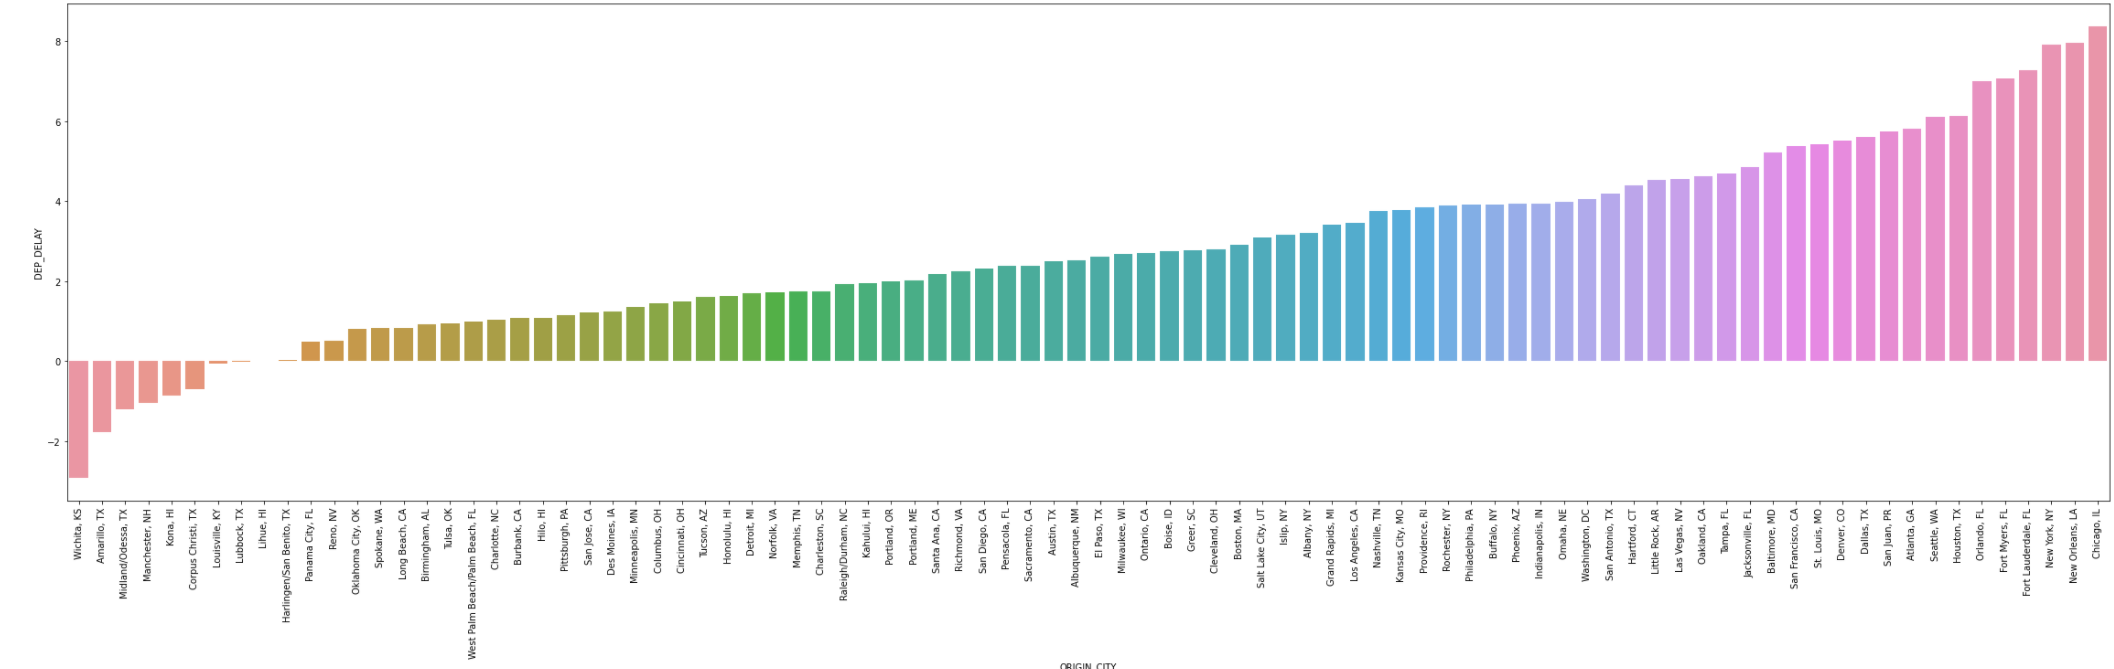 8
6
4
2
0
−2
DEP_DELAY
Wichita, KS
Amarillo, TX
Midland/Odessa, TX
Manchester, NH
Kona, HI
Corpus Christi, TX
Louisville, KY
Lubbock, TX
Lihue, HI
Harlingen/San Benito, TX
Panama City, FL
Reno, NV
Oklahoma City, OK
Spokane, WA
Long Beach, CA
Birmingham, AL
Tulsa, OK
West Palm Beach/Palm Beach, FL
Charlotte, NC
Burbank, CA
Hilo, HI
Pittsburgh, PA
San Jose, CA
Des Moines, IA
Minneapolis, MN
Columbus, OH
Cincinnati, OH
Tucson, AZ
Honolulu, HI
Detroit, MI
Norfolk, VA
Memphis, TN
Charleston, SC
Raleigh/Durham, NC
Kahului, HI
Portland, OR
Portland, ME
Santa Ana, CA
Richmond, VA
San Diego, CA
Pensacola, FL
Sacramento, CA
Austin, TX
Albuquerque, NM
El Paso, TX
Milwaukee, WI
Ontario, CA
Boise, ID
Greer, SC
Cleveland, OH
Boston, MA
Salt Lake City, UT
Islip, NY
Albany, NY
Grand Rapids, MI
Los Angeles, CA
Nashville, TN
Kansas City, MO
Providence, RI
Rochester, NY
Philadelphia, PA
Buffalo, NY
Phoenix, AZ
Indianapolis, IN
Omaha, NE
Washington, DC
San Antonio, TX
Hartford, CT
Little Rock, AR
Las Vegas, NV
Oakland, CA
Tampa, FL
Jacksonville, FL
Baltimore, MD
San Francisco, CA
St. Louis, MO
Denver, CO
Dallas, TX
San Juan, PR
Atlanta, GA
Seattle, WA
Houston, TX
Orlando, FL
Fort Myers, FL
Fort Lauderdale, FL
New York, NY
New Orleans, LA
Chicago, IL
ORIGIN_CITY